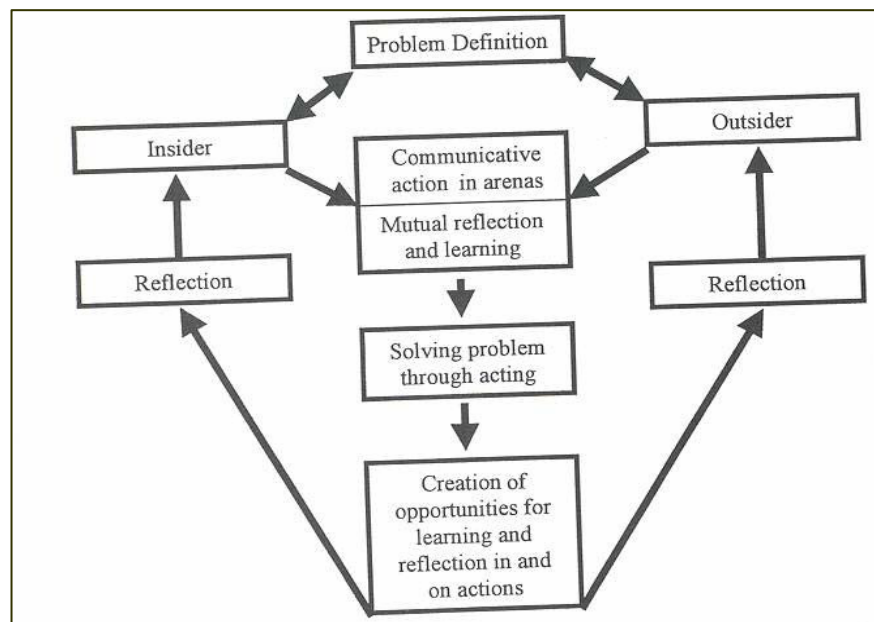 Problem Definition
Insider
Outsider
Communicative
action in arenas
Mutual reflection
and learning
Reflection
Reflection
Solving problem
through acting
Creation of
opportunities for
learning and
reflection in and
on actions